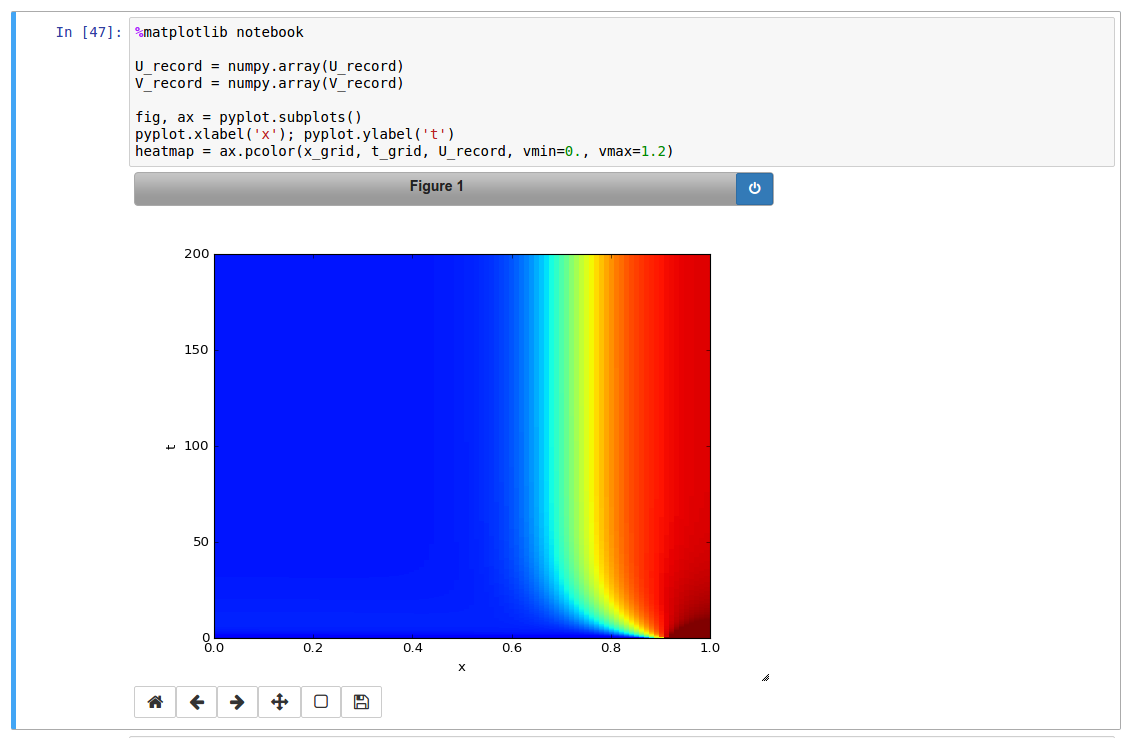 In [47]: %matplotlib notebook
U_record = numpy.array(U_record)
V_record = numpy.array(V_record)
fig, ax = pyplot.subplots()
pyplot.xlabel('x'); pyplot.ylabel('t')
heatmap = ax.pcolor(x_grid, t_grid, U_record, vmin=0., vmax=1.2)
Figure 1
200
150
t
100
50
0
0.0 0.2 0.4 0.6 0.8 1.0
x